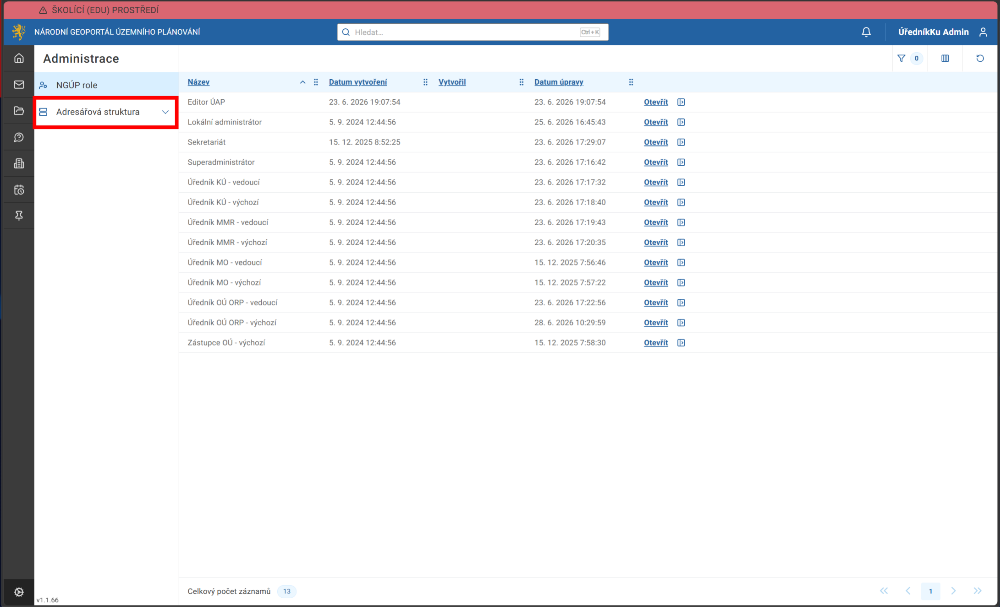 ŠKOLÍCÍ (EDU) PROSTŘEDÍ
NÁRODNÍ GEOPORTÁL ÚZEMNÍHO PLÁNOVÁNÍ
Hledat...
Ctrl + K
ÚředníkKu Admin
Administrace
0
NGÚP role
Adresářová struktura
Název Datum vytvoření Vytvořil Datum úpravy
Editor ÚAP 23. 6. 2026 19:07:54 23. 6. 2026 19:07:54 Otevřít
Lokální administrátor 5. 9. 2024 12:44:56 25. 6. 2026 16:45:43 Otevřít
Sekretariát 15. 12. 2025 8:52:25 23. 6. 2026 17:29:07 Otevřít
Superadministrátor 5. 9. 2024 12:44:56 23. 6. 2026 17:16:42 Otevřít
Úředník KÚ - vedoucí 5. 9. 2024 12:44:56 23. 6. 2026 17:17:32 Otevřít
Úředník KÚ - výchozí 5. 9. 2024 12:44:56 23. 6. 2026 17:18:40 Otevřít
Úředník MMR - vedoucí 5. 9. 2024 12:44:56 23. 6. 2026 17:19:43 Otevřít
Úředník MMR - výchozí 5. 9. 2024 12:44:56 23. 6. 2026 17:20:35 Otevřít
Úředník MO - vedoucí 5. 9. 2024 12:44:56 15. 12. 2025 7:56:46 Otevřít
Úředník MO - výchozí 5. 9. 2024 12:44:56 15. 12. 2025 7:57:22 Otevřít
Úředník OÚ ORP - vedoucí 5. 9. 2024 12:44:56 23. 6. 2026 17:22:56 Otevřít
Úředník OÚ ORP - výchozí 5. 9. 2024 12:44:56 28. 6. 2026 10:29:59 Otevřít
Zástupce OÚ - výchozí 5. 9. 2024 12:44:56 15. 12. 2025 7:58:30 Otevřít
Celkový počet záznamů 13
1
v1.1.66